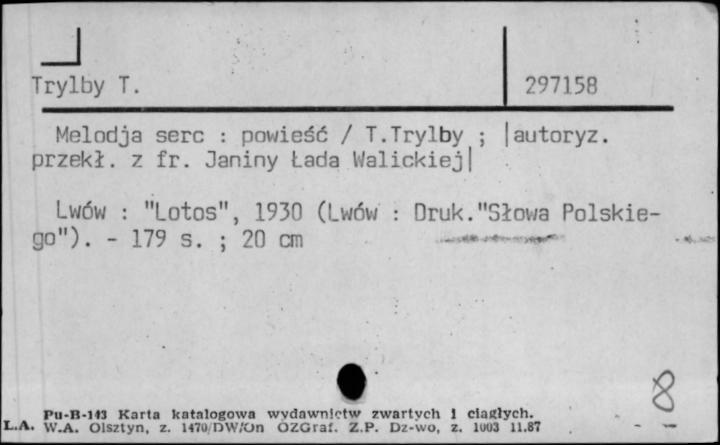 Trylby T.
297158
Melodja serc : powieść / T.Trylby ; |autoryz.
przekł. z fr. Janiny Łada Walickiej|
Lwów : "Lotos", 1930 (Lwów : Druk."Słowa Polskie-
go"). - 179 s. ; 20 cm
8
Pu-B-143 Karta katalogowa wydawnictw zwartych i ciągłych.
L.A. W.A. Olsztyn, z. 1470/DW/On OZGraf. Z.P. Dz-wo, z. 1003 11.87